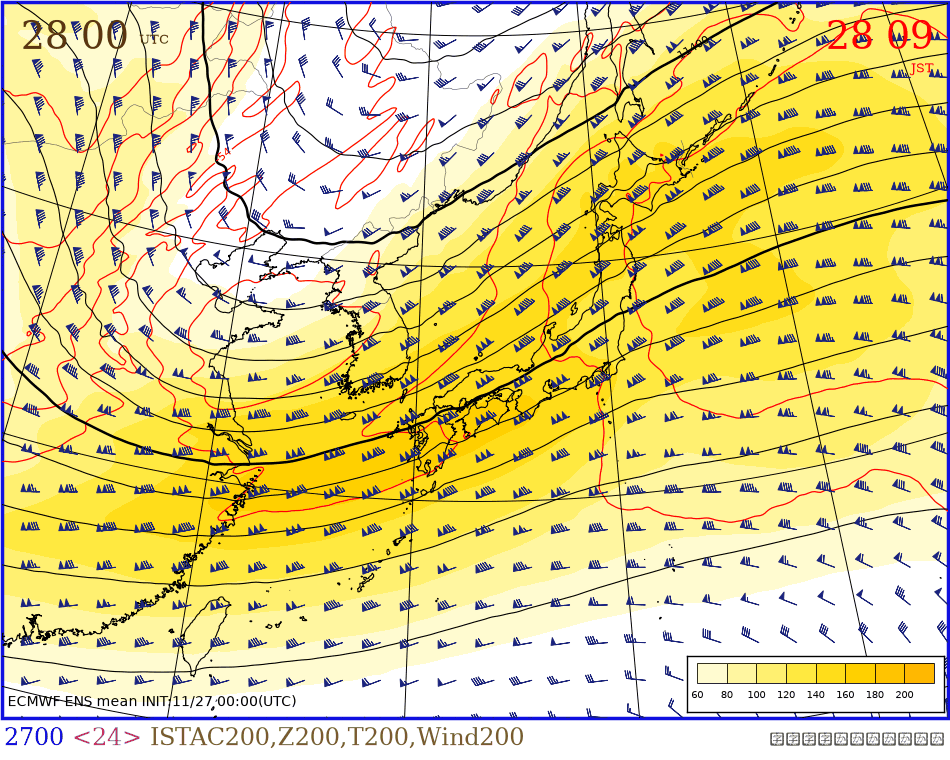 28 00 UTC
28 09
JST
ECMWF ENS mean INIT:11/27 00:00(UTC)
60 80 100 120 140 160 180 200
2700 <24> ISTAC200,Z200,T200,Wind200